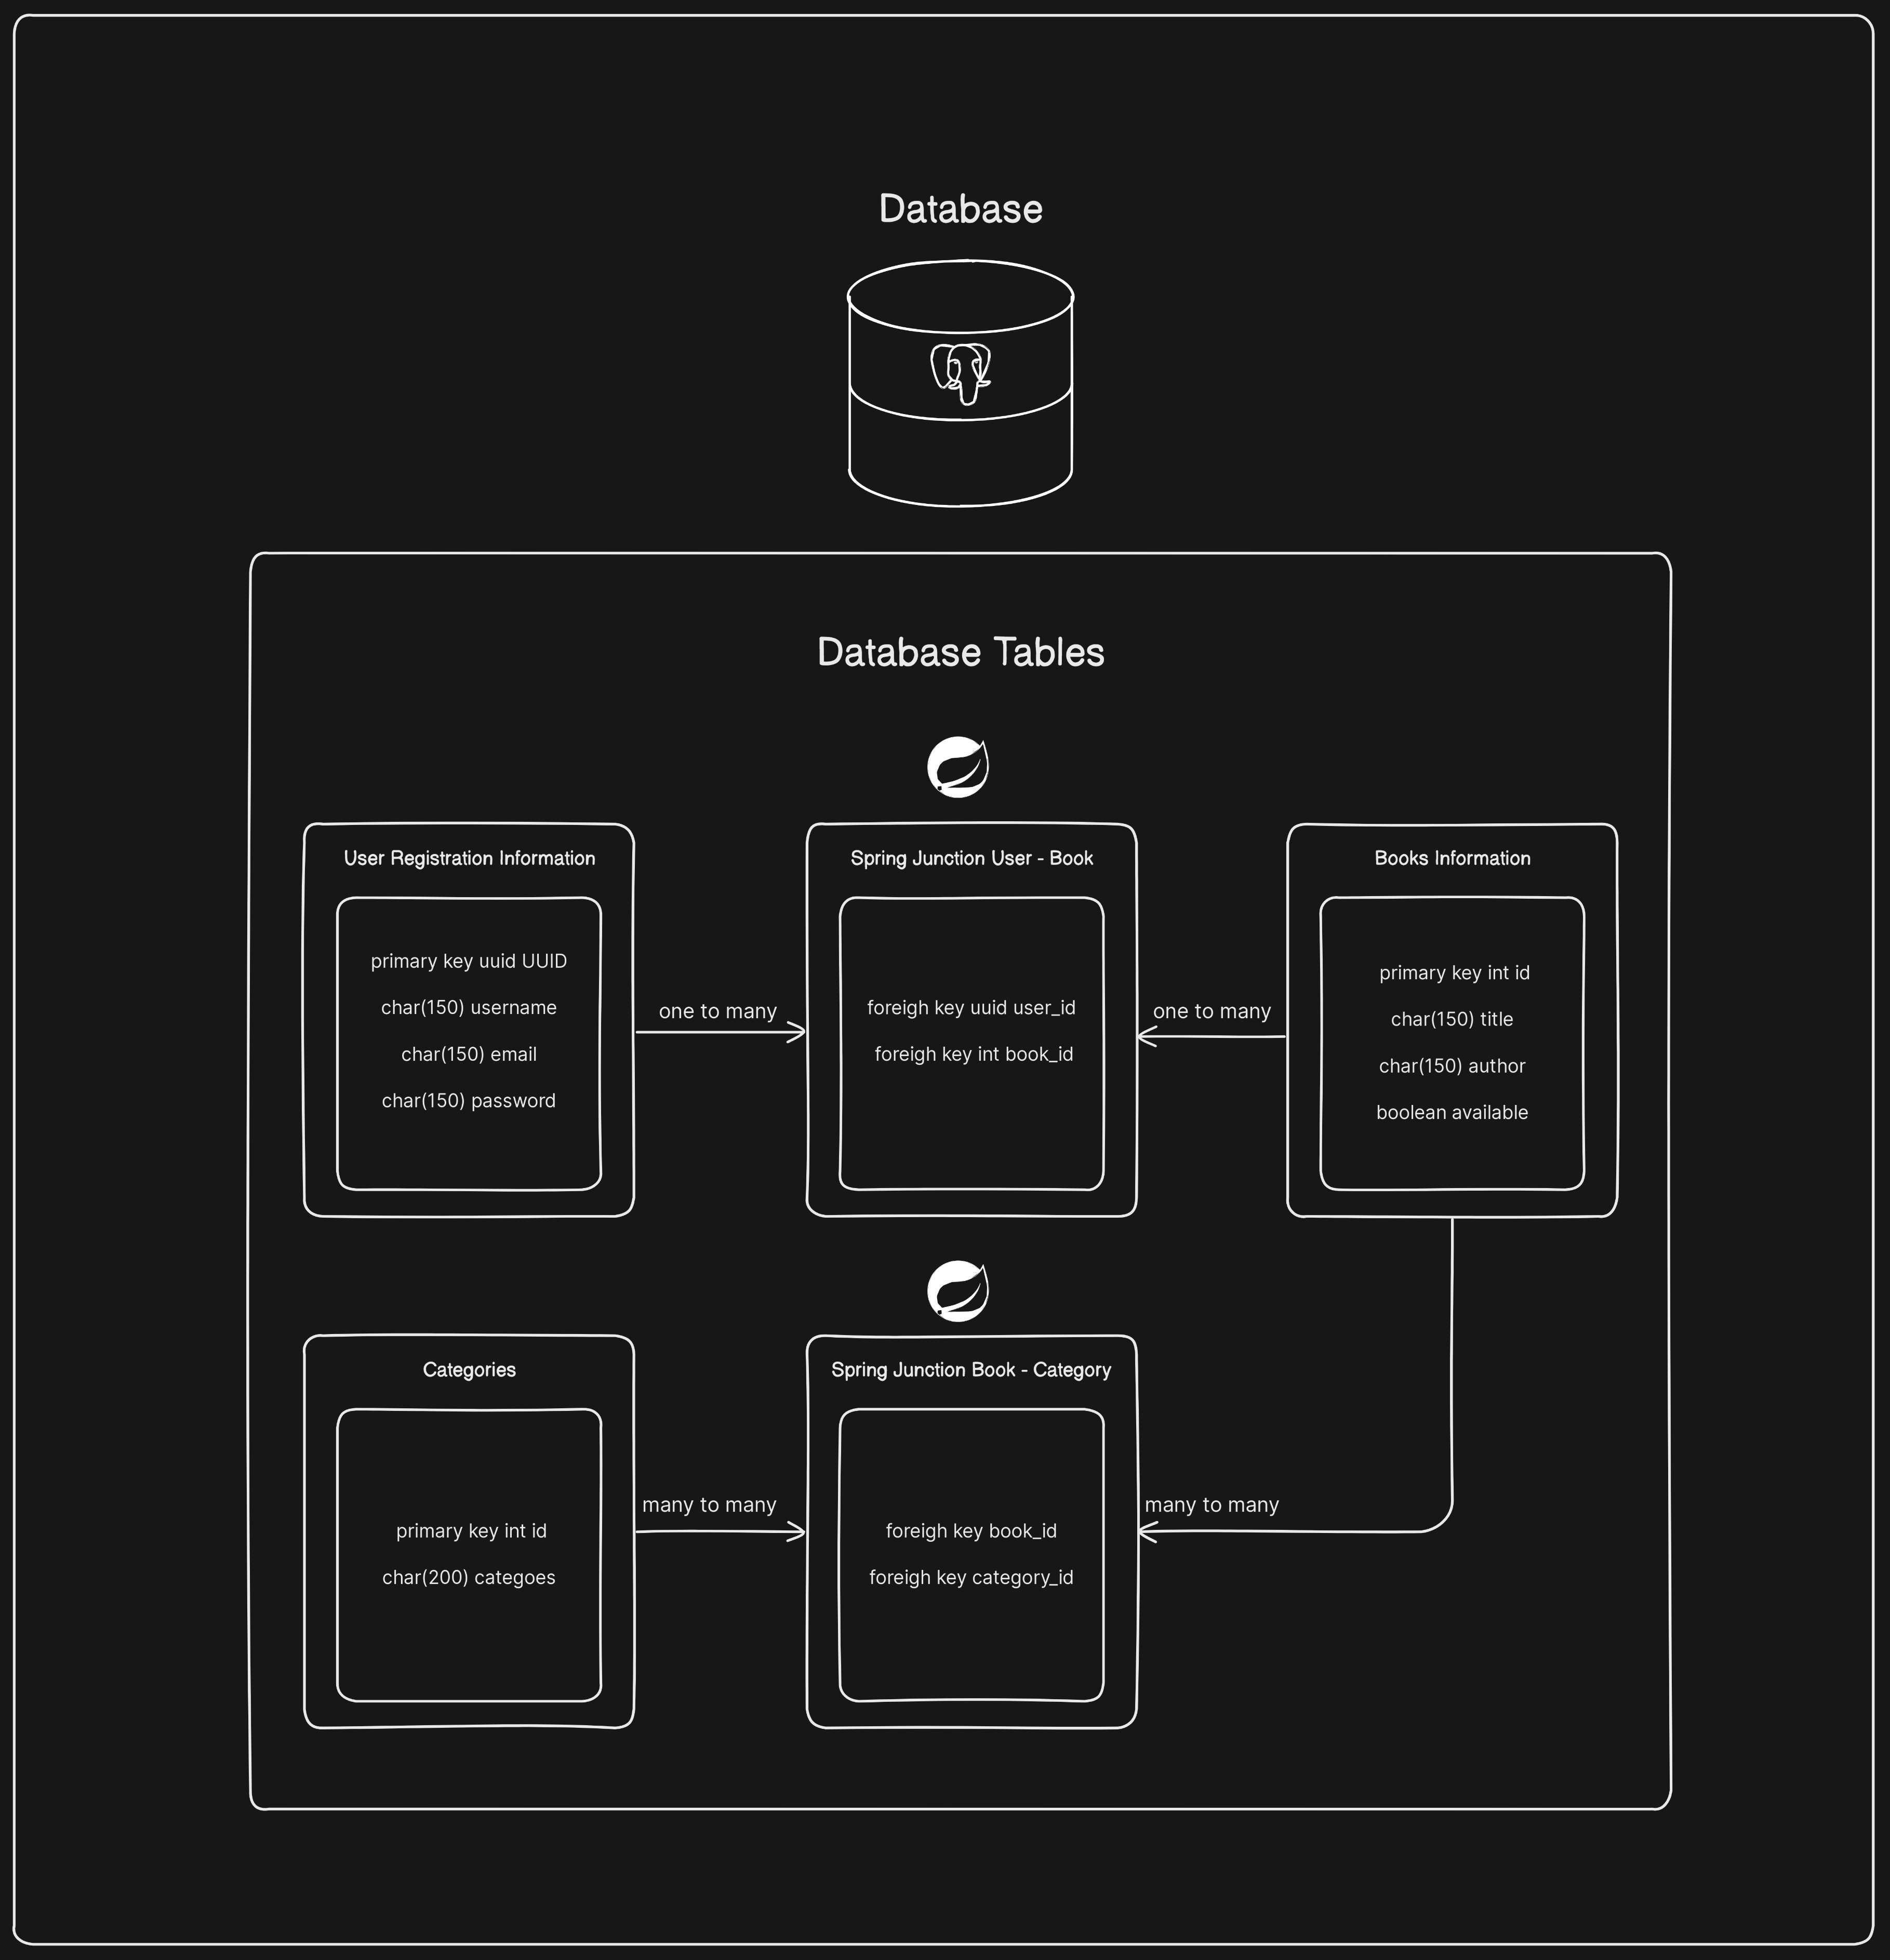 Database
Database Tables
User Registration Information
primary key uuid UUID
char(150) username
char(150) email
char(150) password
one to many
Spring Junction User - Book
foreigh key uuid user_id
foreigh key int book_id
one to many
Books Information
primary key int id
char(150) title
char(150) author
boolean available
Categories
primary key int id
char(200) categoes
many to many
Spring Junction Book - Category
foreigh key book_id
foreigh key category_id
many to many